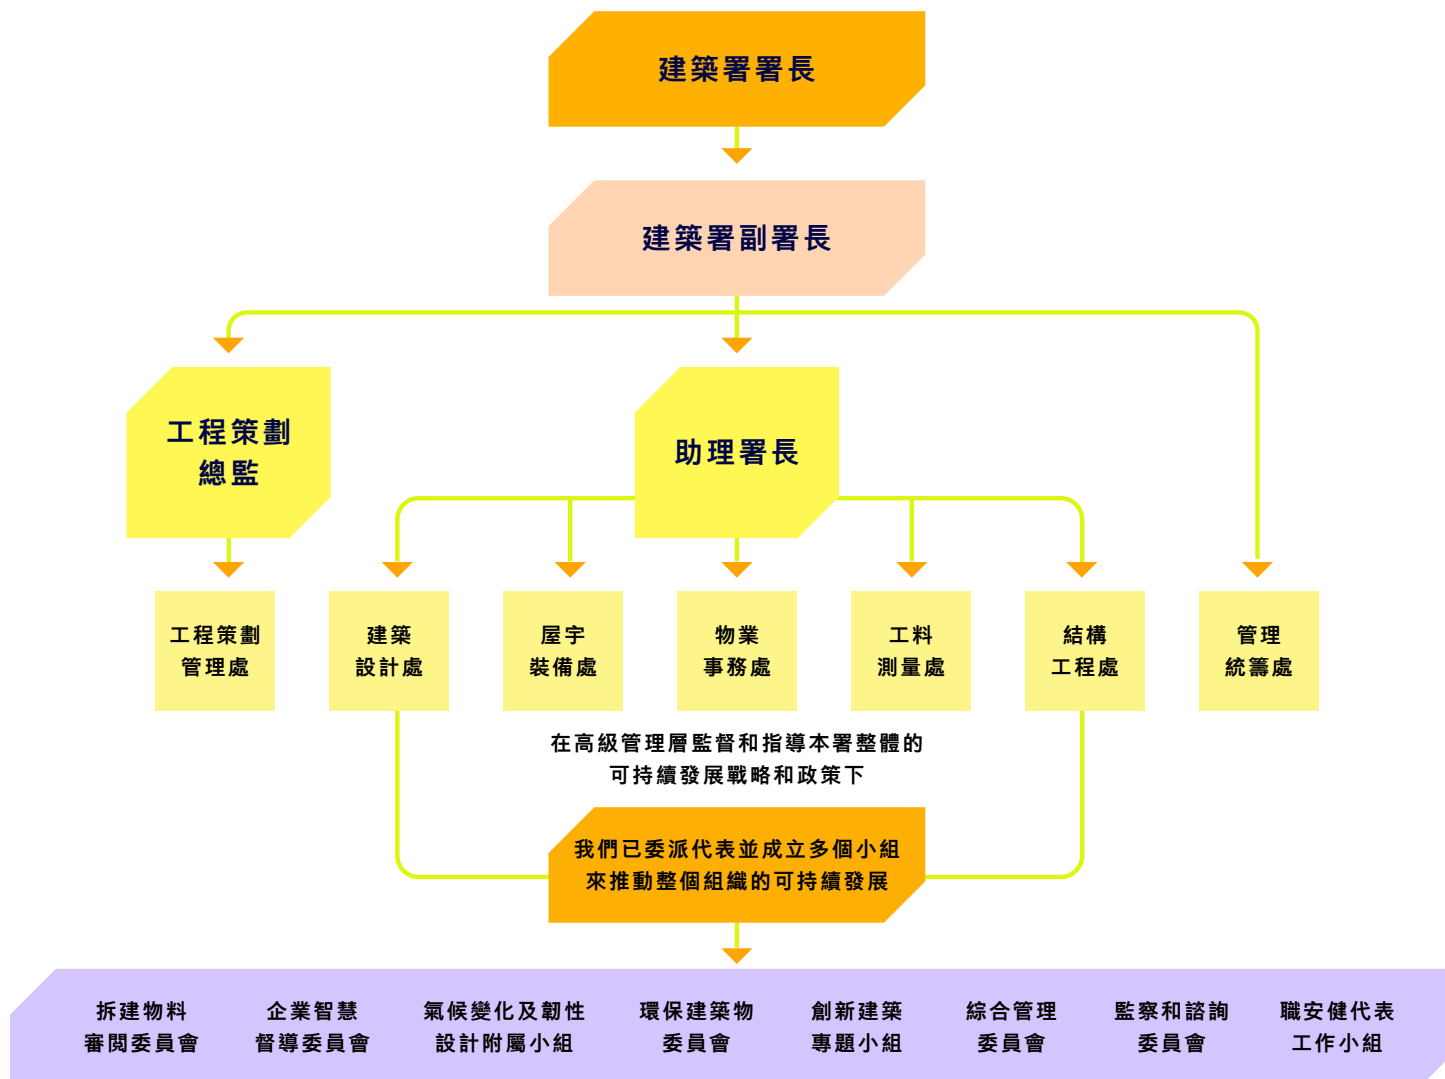 建築署署長
建築署副署長
工程策劃
總監
助理署長
工程策劃
管理處
建築
設計處
屋宇
裝備處
物業
事務處
工料
測量處
結構
工程處
管理
統籌處
在高級管理層監督和指導本署整體的
可持續發展戰略和政策下
我們已委派代表並成立多個小組
來推動整個組織的可持續發展
拆建物料
審閱委員會
企業智慧
督導委員會
氣候變化及韌性
設計附屬小組
環保建築物
委員會
創新建築
專題小組
綜合管理
委員會
監察和諮詢
委員會
職安健代表
工作小組